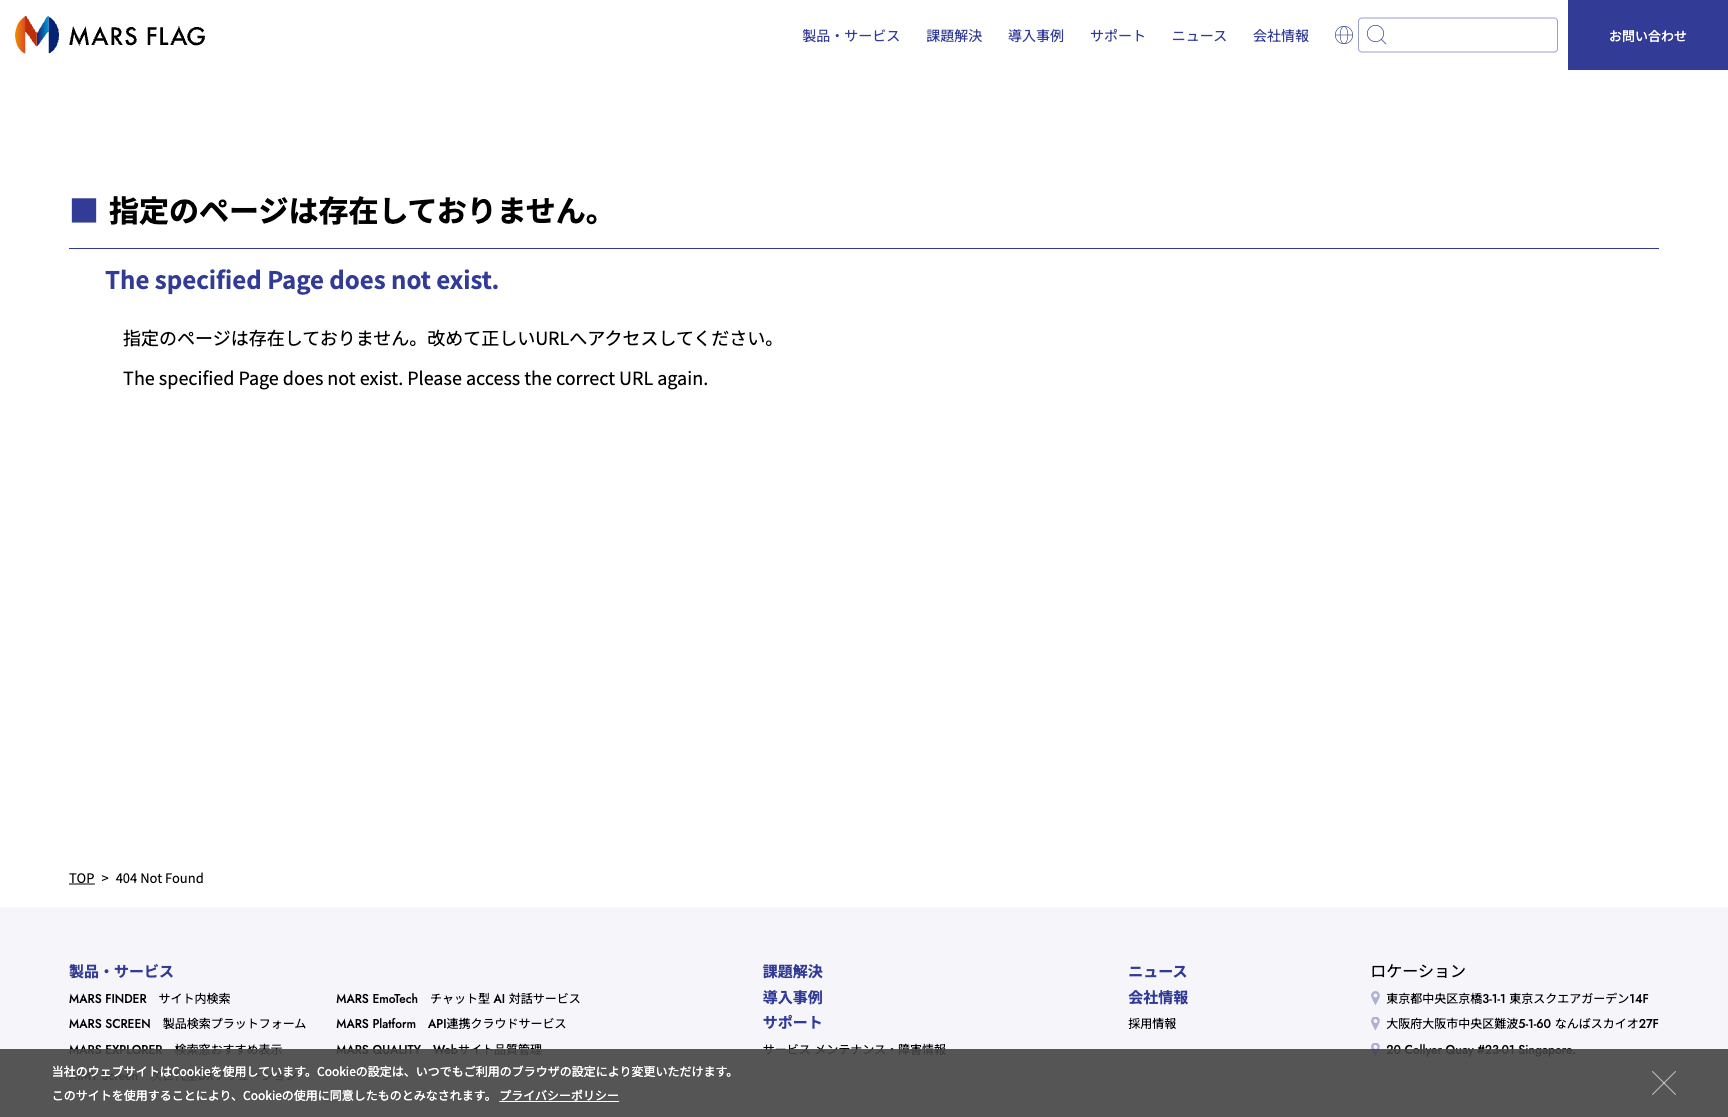 MARS FLAG
製品・サービス 課題解決 導入事例 サポート ニュース 会社情報 お問い合わせ
■ 指定のページは存在しておりません。
The specified Page does not exist.
指定のページは存在しておりません。改めて正しいURLへアクセスしてください。
The specified Page does not exist. Please access the correct URL again.
TOP > 404 Not Found
製品・サービス
MARS FINDER サイト内検索
MARS SCREEN 製品検索プラットフォーム
MARS EXPLORER 検索窓おすすめ表示
MARS EmoTech チャット型 AI 対話サービス
MARS Platform API連携クラウドサービス
MARS QUALITY Webサイト品質管理
課題解決
導入事例
サポート
サービス メンテナンス・障害情報
ニュース
会社情報
採用情報
ロケーション
東京都中央区京橋3-1-1 東京スクエアガーデン14F
大阪府大阪市中央区難波5-1-60 なんばスカイオ27F
20 Collyer Quay #23-01 Singapore.
当社のウェブサイトはCookieを使用しています。Cookieの設定は、いつでもご利用のブラウザの設定により変更いただけます。
このサイトを使用することにより、Cookieの使用に同意したものとみなされます。 プライバシーポリシー